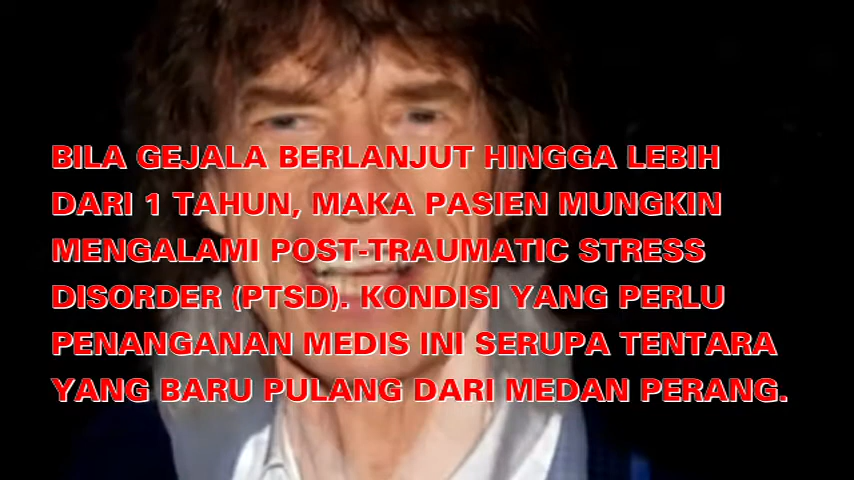 BILA GEJALA BERLANJUT HINGGA LEBIH
DARI 1 TAHUN, MAKA PASIEN MUNGKIN
MENGALAMI POST-TRAUMATIC STRESS
DISORDER (PTSD). KONDISI YANG PERLU
PENANGANAN MEDIS INI SERUPA TENTARA
YANG BARU PULANG DARI MEDAN PERANG.